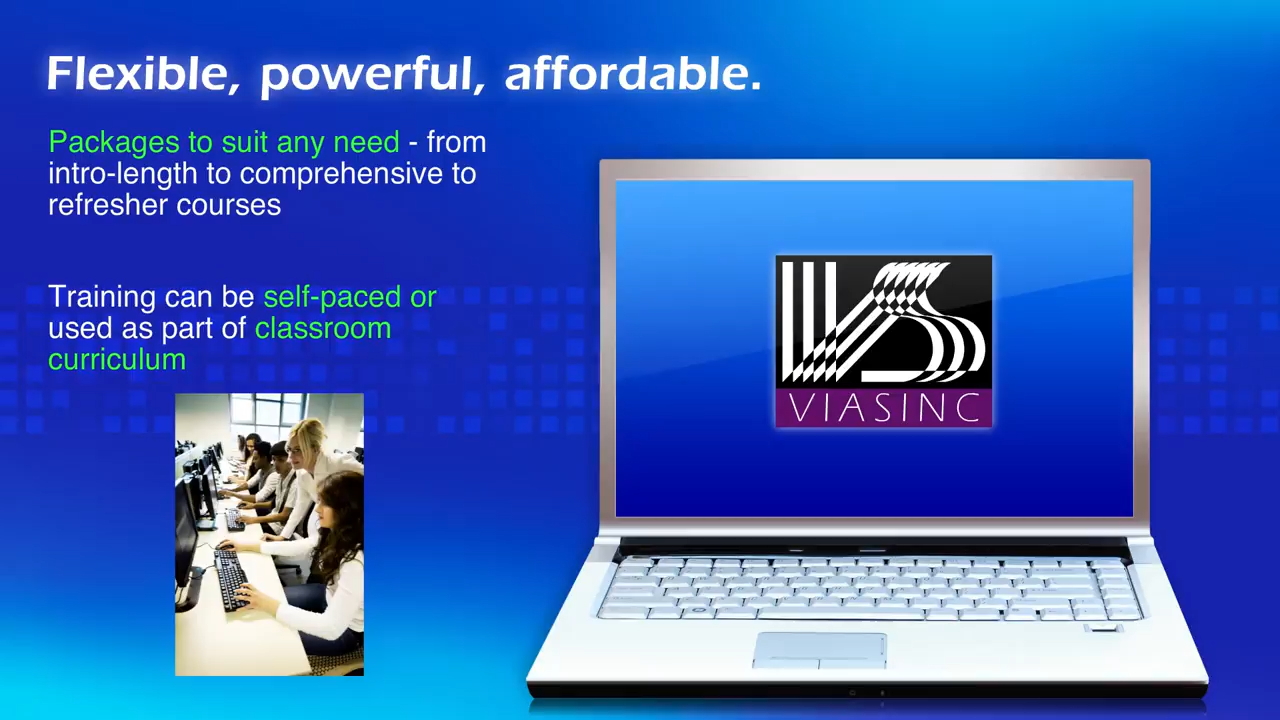 Flexible, powerful, affordable.
Packages to suit any need - from
intro-length to comprehensive to
refresher courses
Training can be self-paced or
used as part of classroom
curriculum
VS
VIASINC